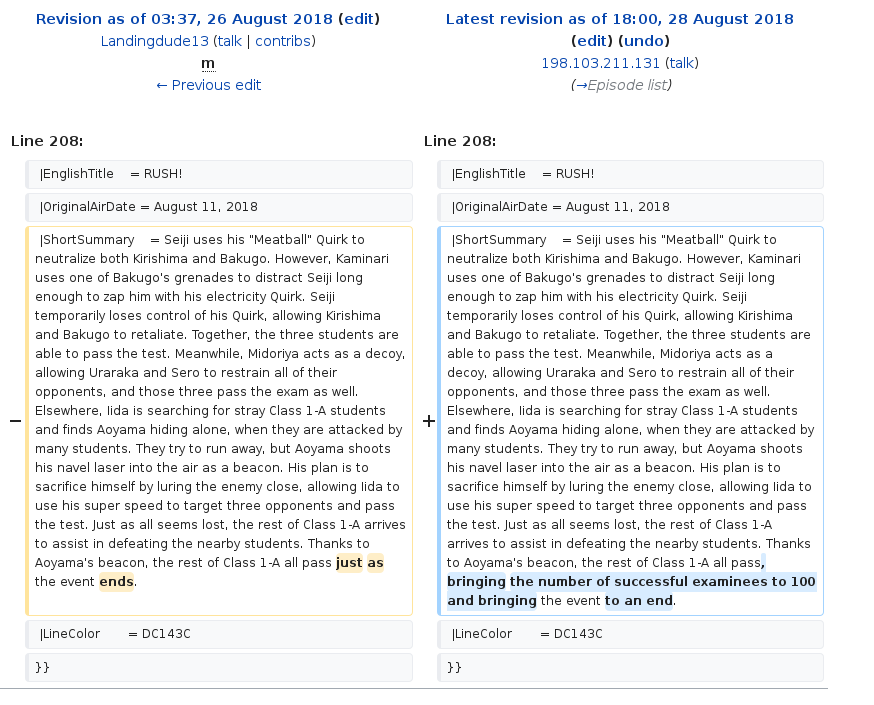 Revision as of 03:37, 26 August 2018 (edit)
Landingdude13 (talk | contribs)
m
← Previous edit
Latest revision as of 18:00, 28 August 2018
(edit) (undo)
198.103.211.131 (talk)
(→Episode list)
Line 208:
|EnglishTitle = RUSH!
|OriginalAirDate = August 11, 2018
− |ShortSummary = Seiji uses his "Meatball" Quirk to
neutralize both Kirishima and Bakugo. However, Kaminari
uses one of Bakugo's grenades to distract Seiji long
enough to zap him with his electricity Quirk. Seiji
temporarily loses control of his Quirk, allowing Kirishima
and Bakugo to retaliate. Together, the three students are
able to pass the test. Meanwhile, Midoriya acts as a decoy,
allowing Uraraka and Sero to restrain all of their
opponents, and those three pass the exam as well.
Elsewhere, Iida is searching for stray Class 1-A students
and finds Aoyama hiding alone, when they are attacked by
many students. They try to run away, but Aoyama shoots
his navel laser into the air as a beacon. His plan is to
sacrifice himself by luring the enemy close, allowing Iida to
use his super speed to target three opponents and pass
the test. Just as all seems lost, the rest of Class 1-A arrives
to assist in defeating the nearby students. Thanks to
Aoyama's beacon, the rest of Class 1-A all pass just as
the event ends.
|LineColor = DC143C
}}
Line 208:
|EnglishTitle = RUSH!
|OriginalAirDate = August 11, 2018
+ |ShortSummary = Seiji uses his "Meatball" Quirk to
neutralize both Kirishima and Bakugo. However, Kaminari
uses one of Bakugo's grenades to distract Seiji long
enough to zap him with his electricity Quirk. Seiji
temporarily loses control of his Quirk, allowing Kirishima
and Bakugo to retaliate. Together, the three students are
able to pass the test. Meanwhile, Midoriya acts as a
decoy, allowing Uraraka and Sero to restrain all of their
opponents, and those three pass the exam as well.
Elsewhere, Iida is searching for stray Class 1-A students
and finds Aoyama hiding alone, when they are attacked by
many students. They try to run away, but Aoyama shoots
his navel laser into the air as a beacon. His plan is to
sacrifice himself by luring the enemy close, allowing Iida to
use his super speed to target three opponents and pass
the test. Just as all seems lost, the rest of Class 1-A
arrives to assist in defeating the nearby students. Thanks
to Aoyama's beacon, the rest of Class 1-A all pass,
bringing the number of successful examinees to 100
and bringing the event to an end.
|LineColor = DC143C
}}